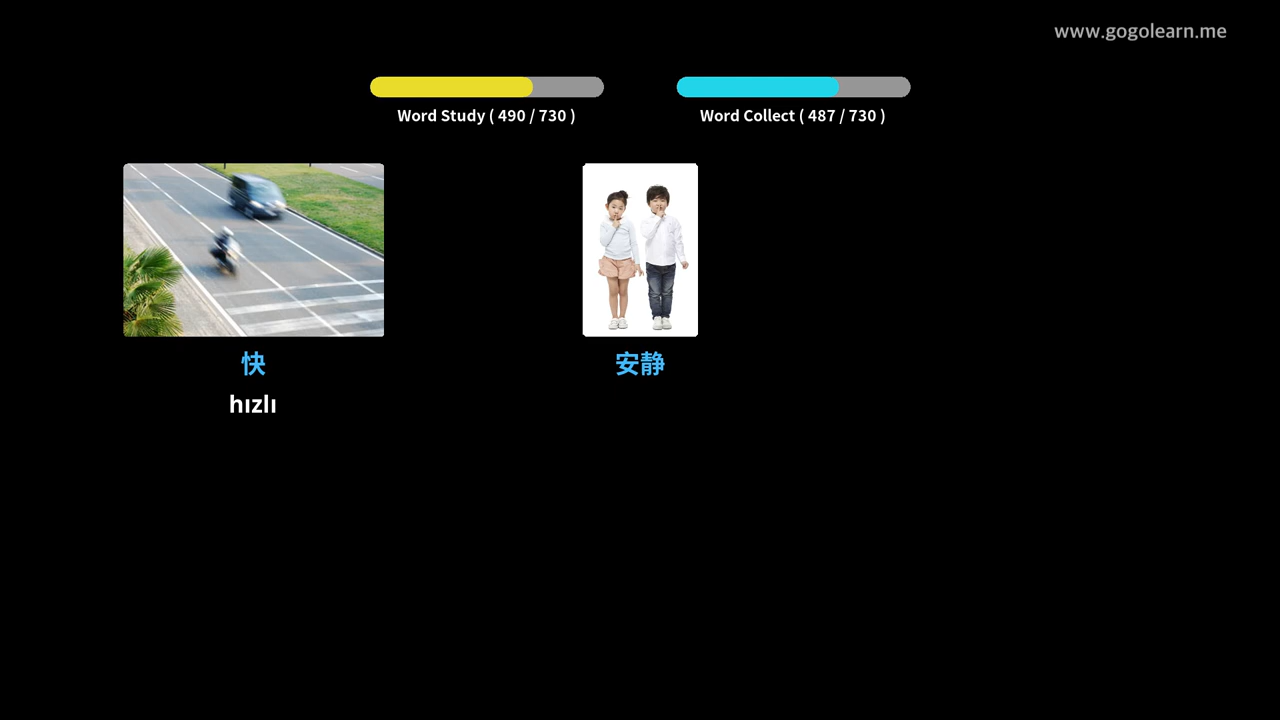 www.gogolearn.me
Word Study ( 490 / 730 )
Word Collect ( 487 / 730 )
快
hızlı
安静